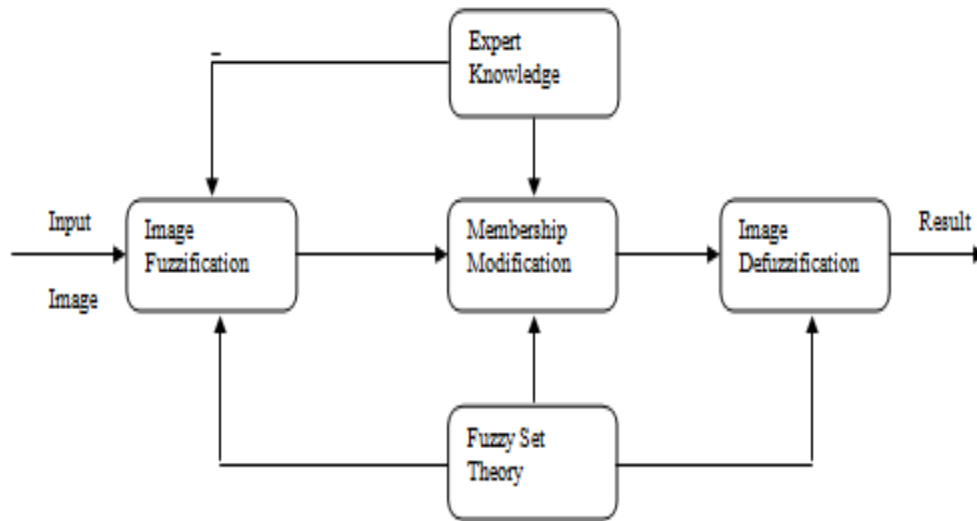 Expert
Knowledge
Input
Image
Image
Fuzzification
Membership
Modification
Image
Defuzzification
Result
Fuzzy Set
Theory